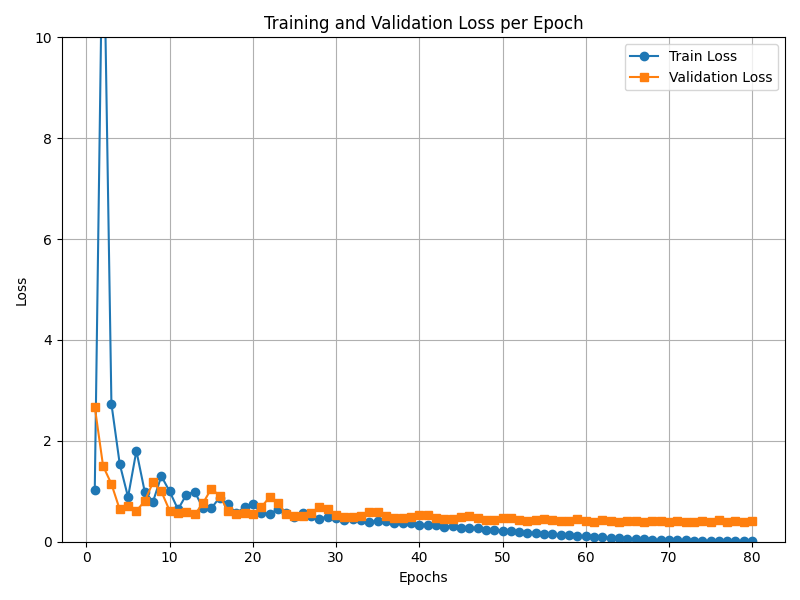 Training and Validation Loss per Epoch
Train Loss
Validation Loss
10
8
6
4
2
0
Loss
0 10 20 30 40 50 60 70 80
Epochs